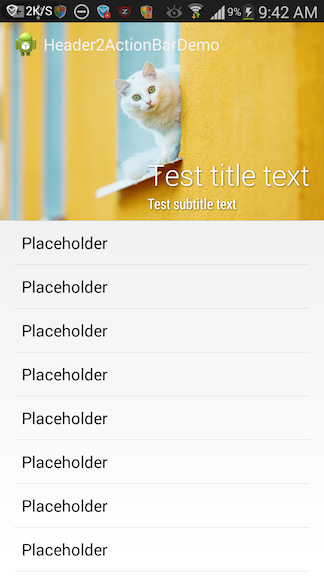 2K/S 9% 9:42 AM
Header2ActionBarDemo
Test title text
Test subtitle text
Placeholder
Placeholder
Placeholder
Placeholder
Placeholder
Placeholder
Placeholder
Placeholder